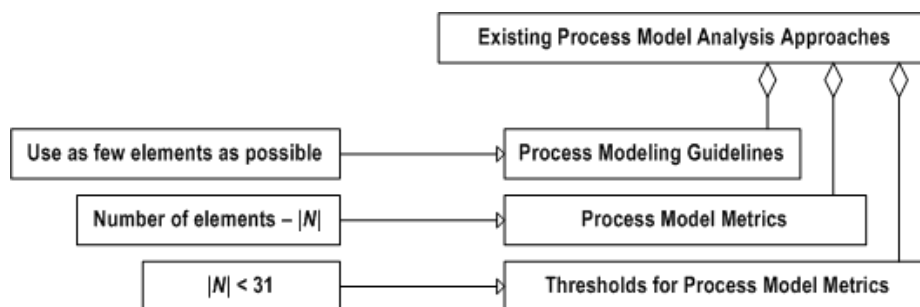 Existing Process Model Analysis Approaches
Use as few elements as possible
Process Modeling Guidelines
Number of elements – |N|
Process Model Metrics
|N| < 31
Thresholds for Process Model Metrics